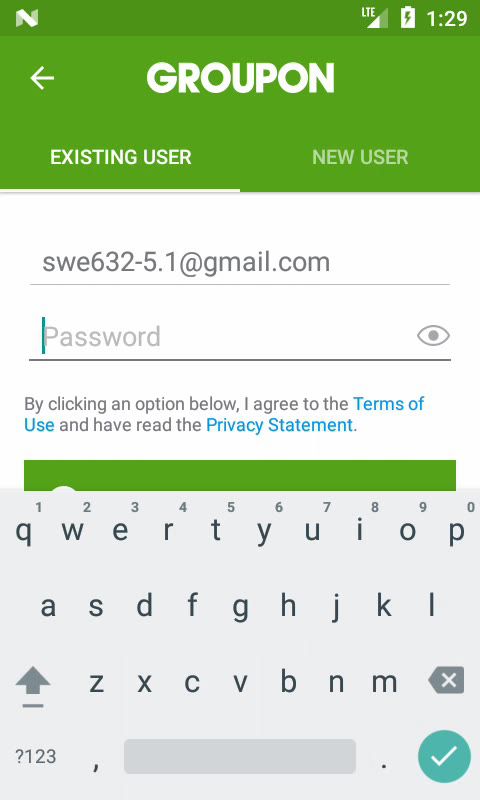 LTE 1:29
GROUPON
EXISTING USER NEW USER
swe632-5.1@gmail.com
Password
By clicking an option below, I agree to the Terms of
Use and have read the Privacy Statement.
1 2 3 4 5 6 7 8 9 0
q w e r t y u i o p
a s d f g h j k l
z x c v b n m
?123 , .